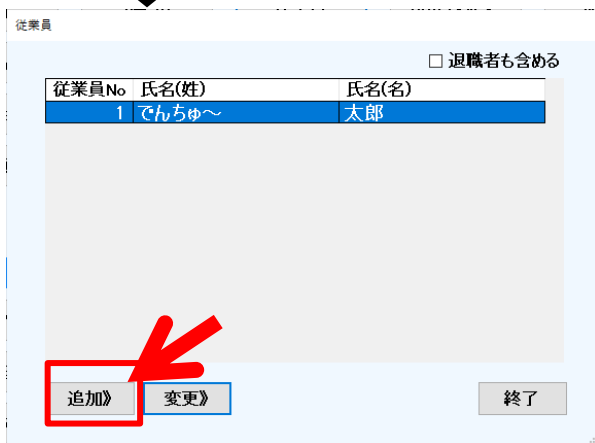 従業員
□ 退職者も含める
従業員No 氏名(姓) 氏名(名)
1 でんちゅ～ 太郎
追加》 変更》 終了